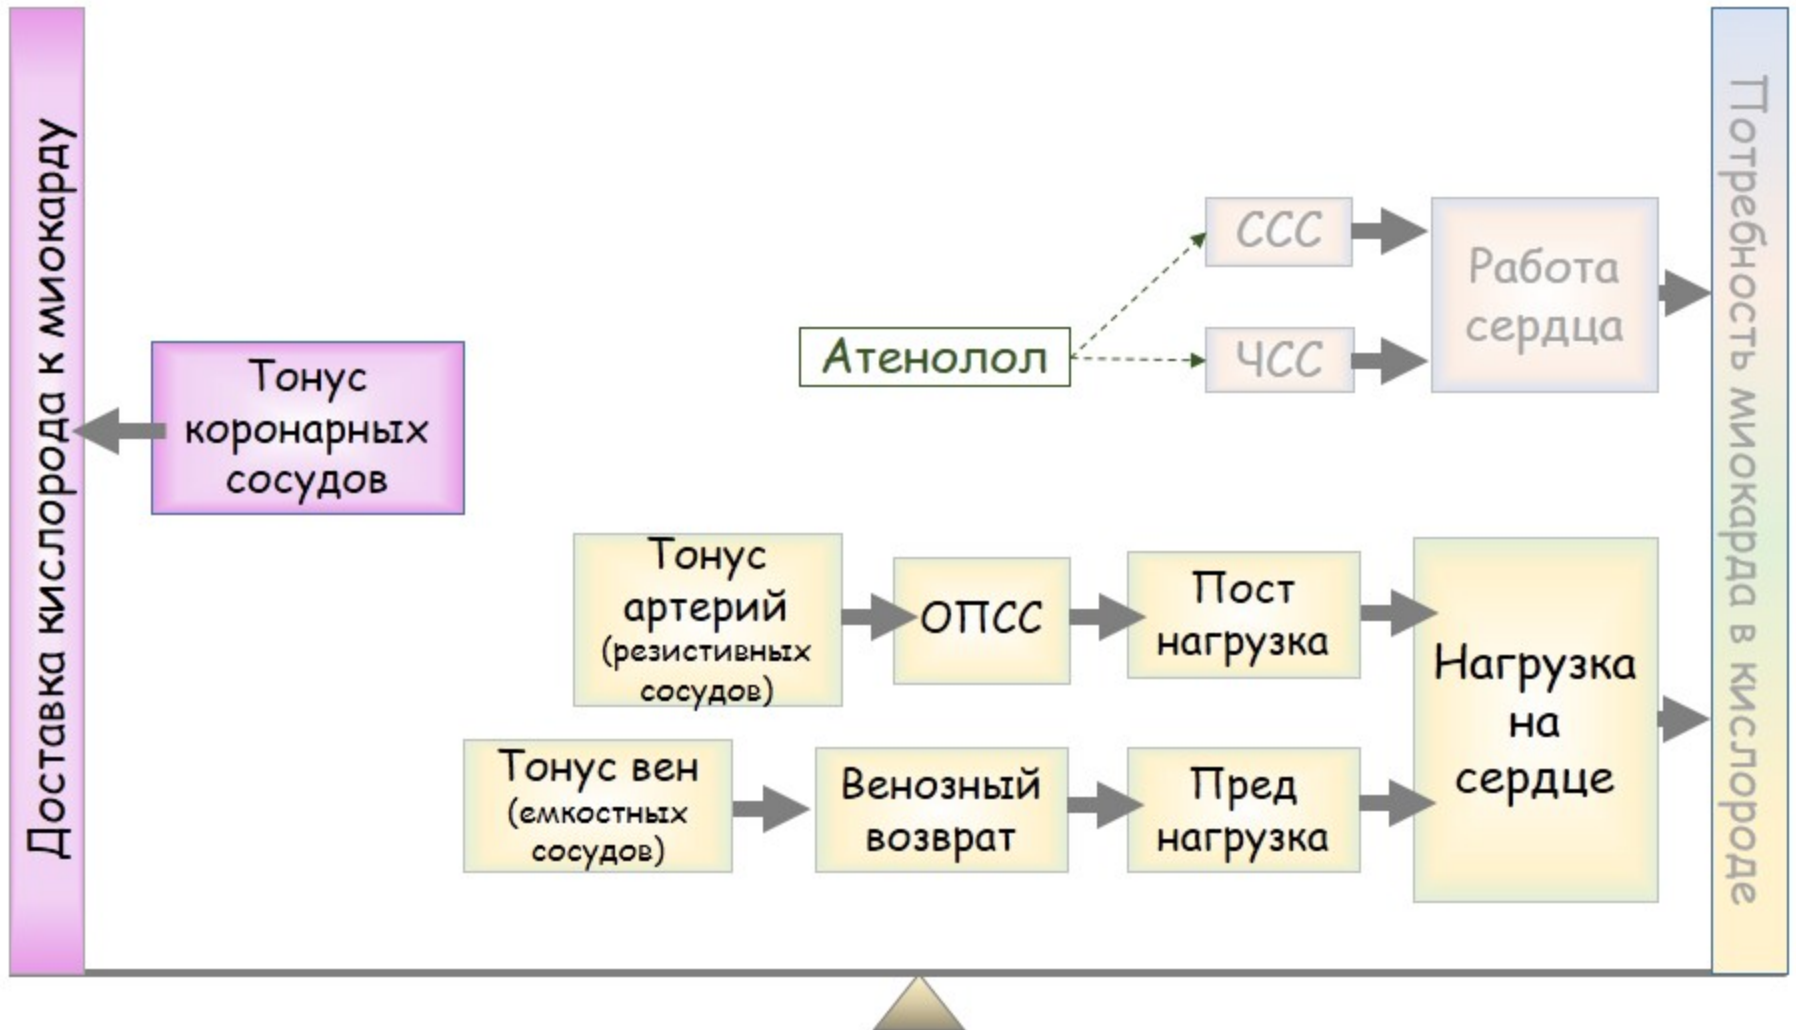 Доставка кислорода к миокарду
Тонус
коронарных
сосудов
Атенолол
ССС
ЧСС
Работа
сердца
Тонус
артерий
(резистивных
сосудов)
ОПСС
Пост
нагрузка
Тонус вен
(емкостных
сосудов)
Венозный
возврат
Пред
нагрузка
Нагрузка
на
сердце
Потребность миокарда в кислороде